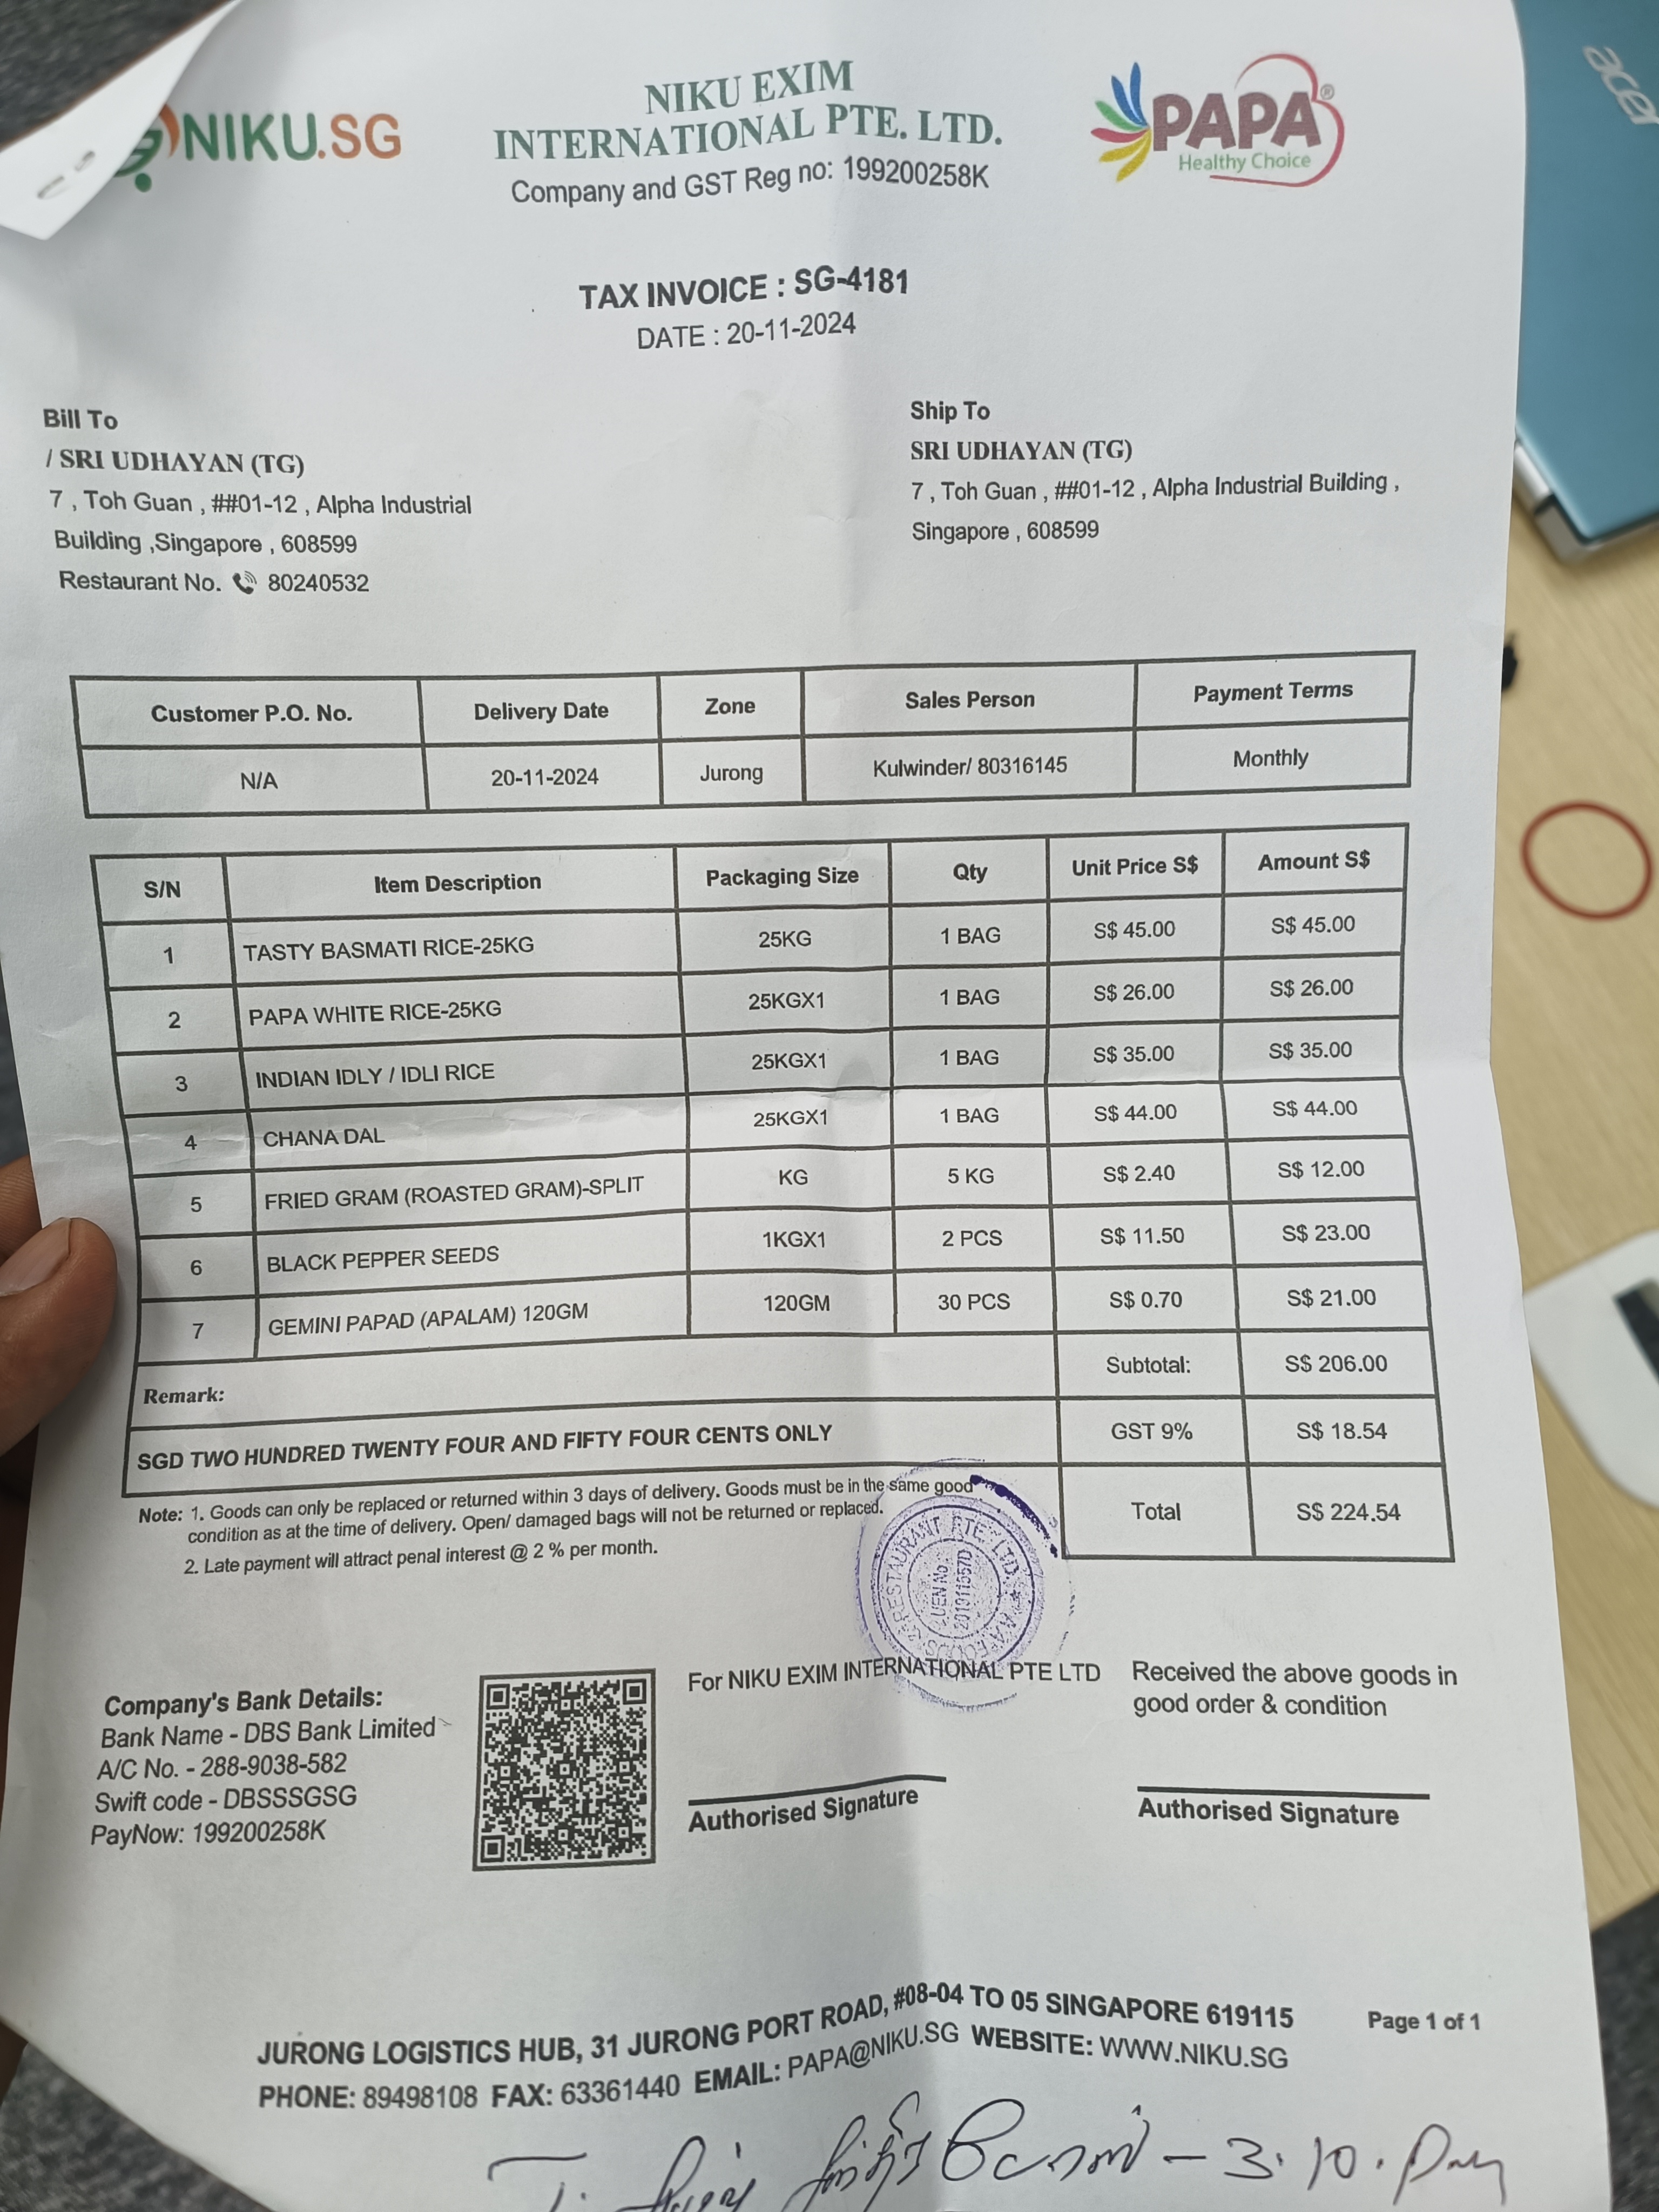 NIKU.SG
NIKU EXIM
INTERNATIONAL PTE. LTD.
Company and GST Reg no: 199200258K
PAPA®
Healthy Choice
acer
TAX INVOICE : SG-4181
DATE : 20-11-2024
Bill To
/ SRI UDHAYAN (TG)
7 , Toh Guan , ##01-12 , Alpha Industrial
Building ,Singapore , 608599
Restaurant No. 80240532
Ship To
SRI UDHAYAN (TG)
7 , Toh Guan , ##01-12 , Alpha Industrial Building ,
Singapore , 608599
Customer P.O. No. Delivery Date Zone Sales Person Payment Terms
N/A 20-11-2024 Jurong Kulwinder/ 80316145 Monthly
S/N Item Description Packaging Size Qty Unit Price S$ Amount S$
1 TASTY BASMATI RICE-25KG 25KG 1 BAG S$ 45.00 S$ 45.00
2 PAPA WHITE RICE-25KG 25KGX1 1 BAG S$ 26.00 S$ 26.00
3 INDIAN IDLY / IDLI RICE 25KGX1 1 BAG S$ 35.00 S$ 35.00
4 CHANA DAL 25KGX1 1 BAG S$ 44.00 S$ 44.00
5 FRIED GRAM (ROASTED GRAM)-SPLIT KG 5 KG S$ 2.40 S$ 12.00
6 BLACK PEPPER SEEDS 1KGX1 2 PCS S$ 11.50 S$ 23.00
7 GEMINI PAPAD (APALAM) 120GM 120GM 30 PCS S$ 0.70 S$ 21.00
Remark: Subtotal: S$ 206.00
SGD TWO HUNDRED TWENTY FOUR AND FIFTY FOUR CENTS ONLY GST 9% S$ 18.54
Total S$ 224.54
Note: 1. Goods can only be replaced or returned within 3 days of delivery. Goods must be in the same good
condition as at the time of delivery. Open/ damaged bags will not be returned or replaced.
2. Late payment will attract penal interest @ 2 % per month.
RESTAURANT PTE LTD
UEN No:
Company's Bank Details:
Bank Name - DBS Bank Limited
A/C No. - 288-9038-582
Swift code - DBSSSGSG
PayNow: 199200258K
For NIKU EXIM INTERNATIONAL PTE LTD
Authorised Signature
Received the above goods in
good order & condition
Authorised Signature
JURONG LOGISTICS HUB, 31 JURONG PORT ROAD, #08-04 TO 05 SINGAPORE 619115
PHONE: 89498108 FAX: 63361440 EMAIL: PAPA@NIKU.SG WEBSITE: WWW.NIKU.SG
Page 1 of 1
– 3.10.